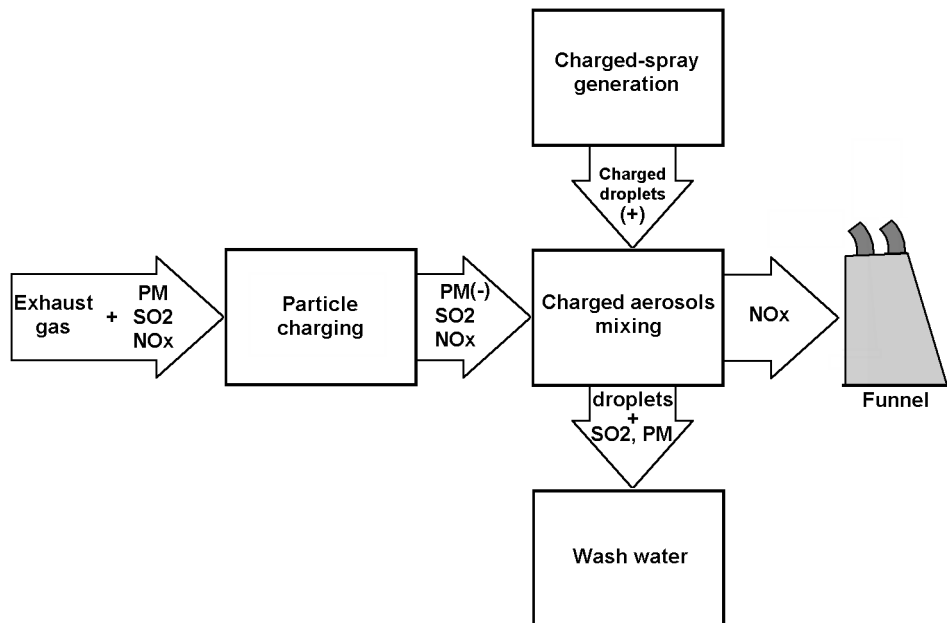 Charged-spray
generation
Charged
droplets
(+)
Exhaust
gas
+
PM
SO2
NOx
Particle
charging
PM(-)
SO2
NOx
Charged aerosols
mixing
NOx
Funnel
droplets
+
SO2, PM
Wash water